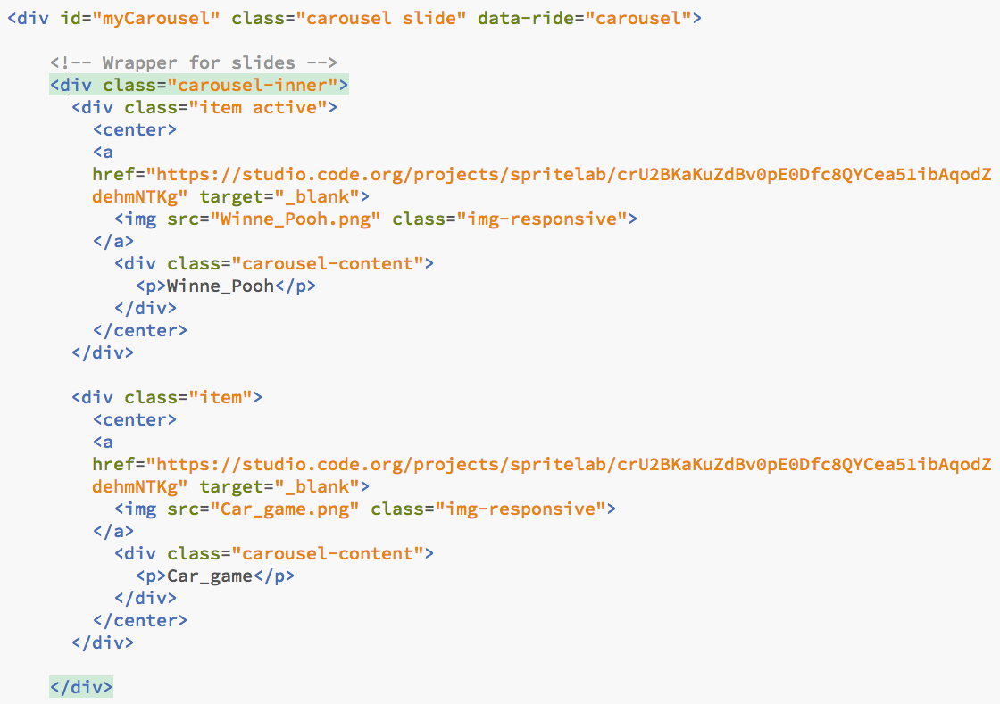 <div id="myCarousel" class="carousel slide" data-ride="carousel">
<!-- Wrapper for slides -->
<div class="carousel-inner">
<div class="item active">
<center>
<a
href="https://studio.code.org/projects/spritelab/crU2BKaKuZdBv0pE0Dfc8QYCea51ibAqodZ
dehmNTKg" target="_blank">
<img src="Winne_Pooh.png" class="img-responsive">
</a>
<div class="carousel-content">
<p>Winne_Pooh</p>
</div>
</center>
</div>
<div class="item">
<center>
<a
href="https://studio.code.org/projects/spritelab/crU2BKaKuZdBv0pE0Dfc8QYCea51ibAqodZ
dehmNTKg" target="_blank">
<img src="Car_game.png" class="img-responsive">
</a>
<div class="carousel-content">
<p>Car_game</p>
</div>
</center>
</div>
</div>